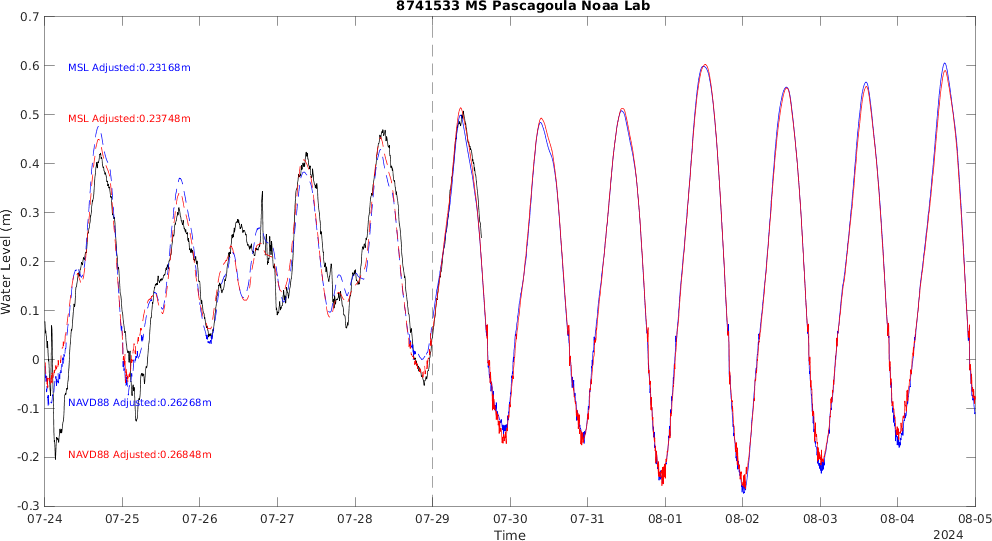 8741533 MS Pascagoula Noaa Lab
0.7
0.6
0.5
0.4
0.3
0.2
0.1
0
-0.1
-0.2
-0.3
Water Level (m)
MSL Adjusted:0.23168m
MSL Adjusted:0.23748m
NAVD88 Adjusted:0.26268m
NAVD88 Adjusted:0.26848m
07-24 07-25 07-26 07-27 07-28 07-29 07-30 07-31 08-01 08-02 08-03 08-04 08-05
Time
2024